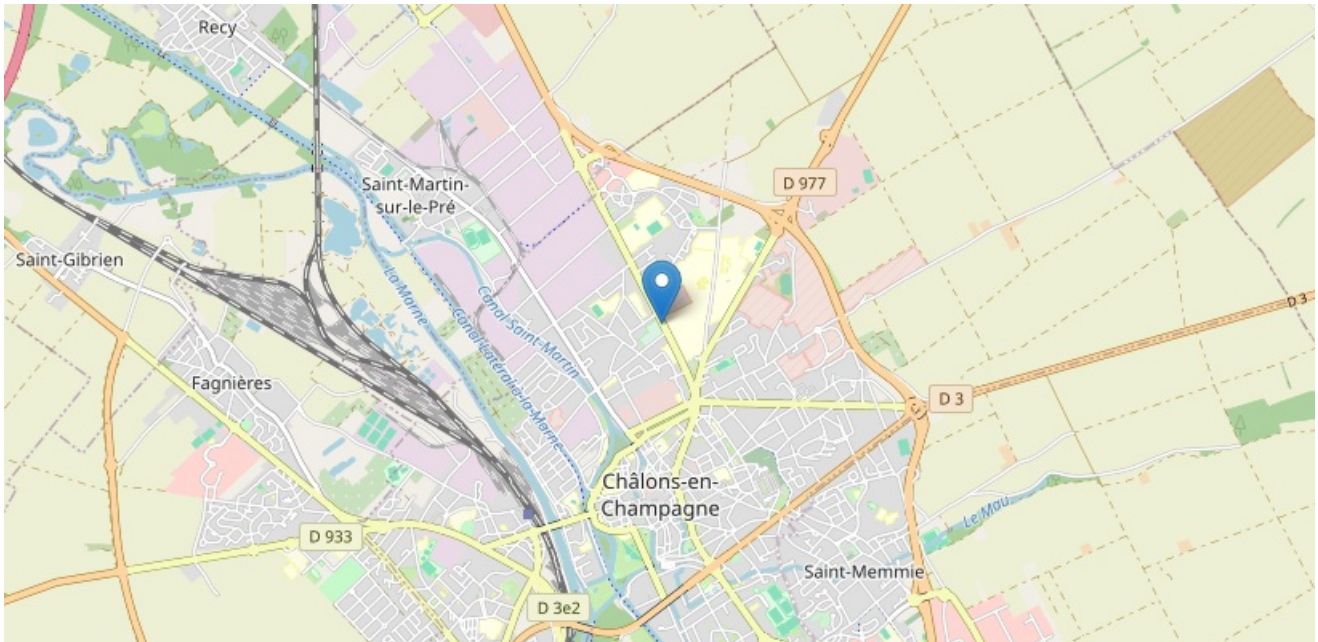 Recy
Saint-Martin-
sur-le-Pré
D 977
Saint-Gibrien
La Marne
Canal Saint-Martin
Canal Latéral à la Marne
D 3
Fagnières
D 3
Châlons-en-
Champagne
Le Mau
D 933
Saint-Memmie
D 3e2